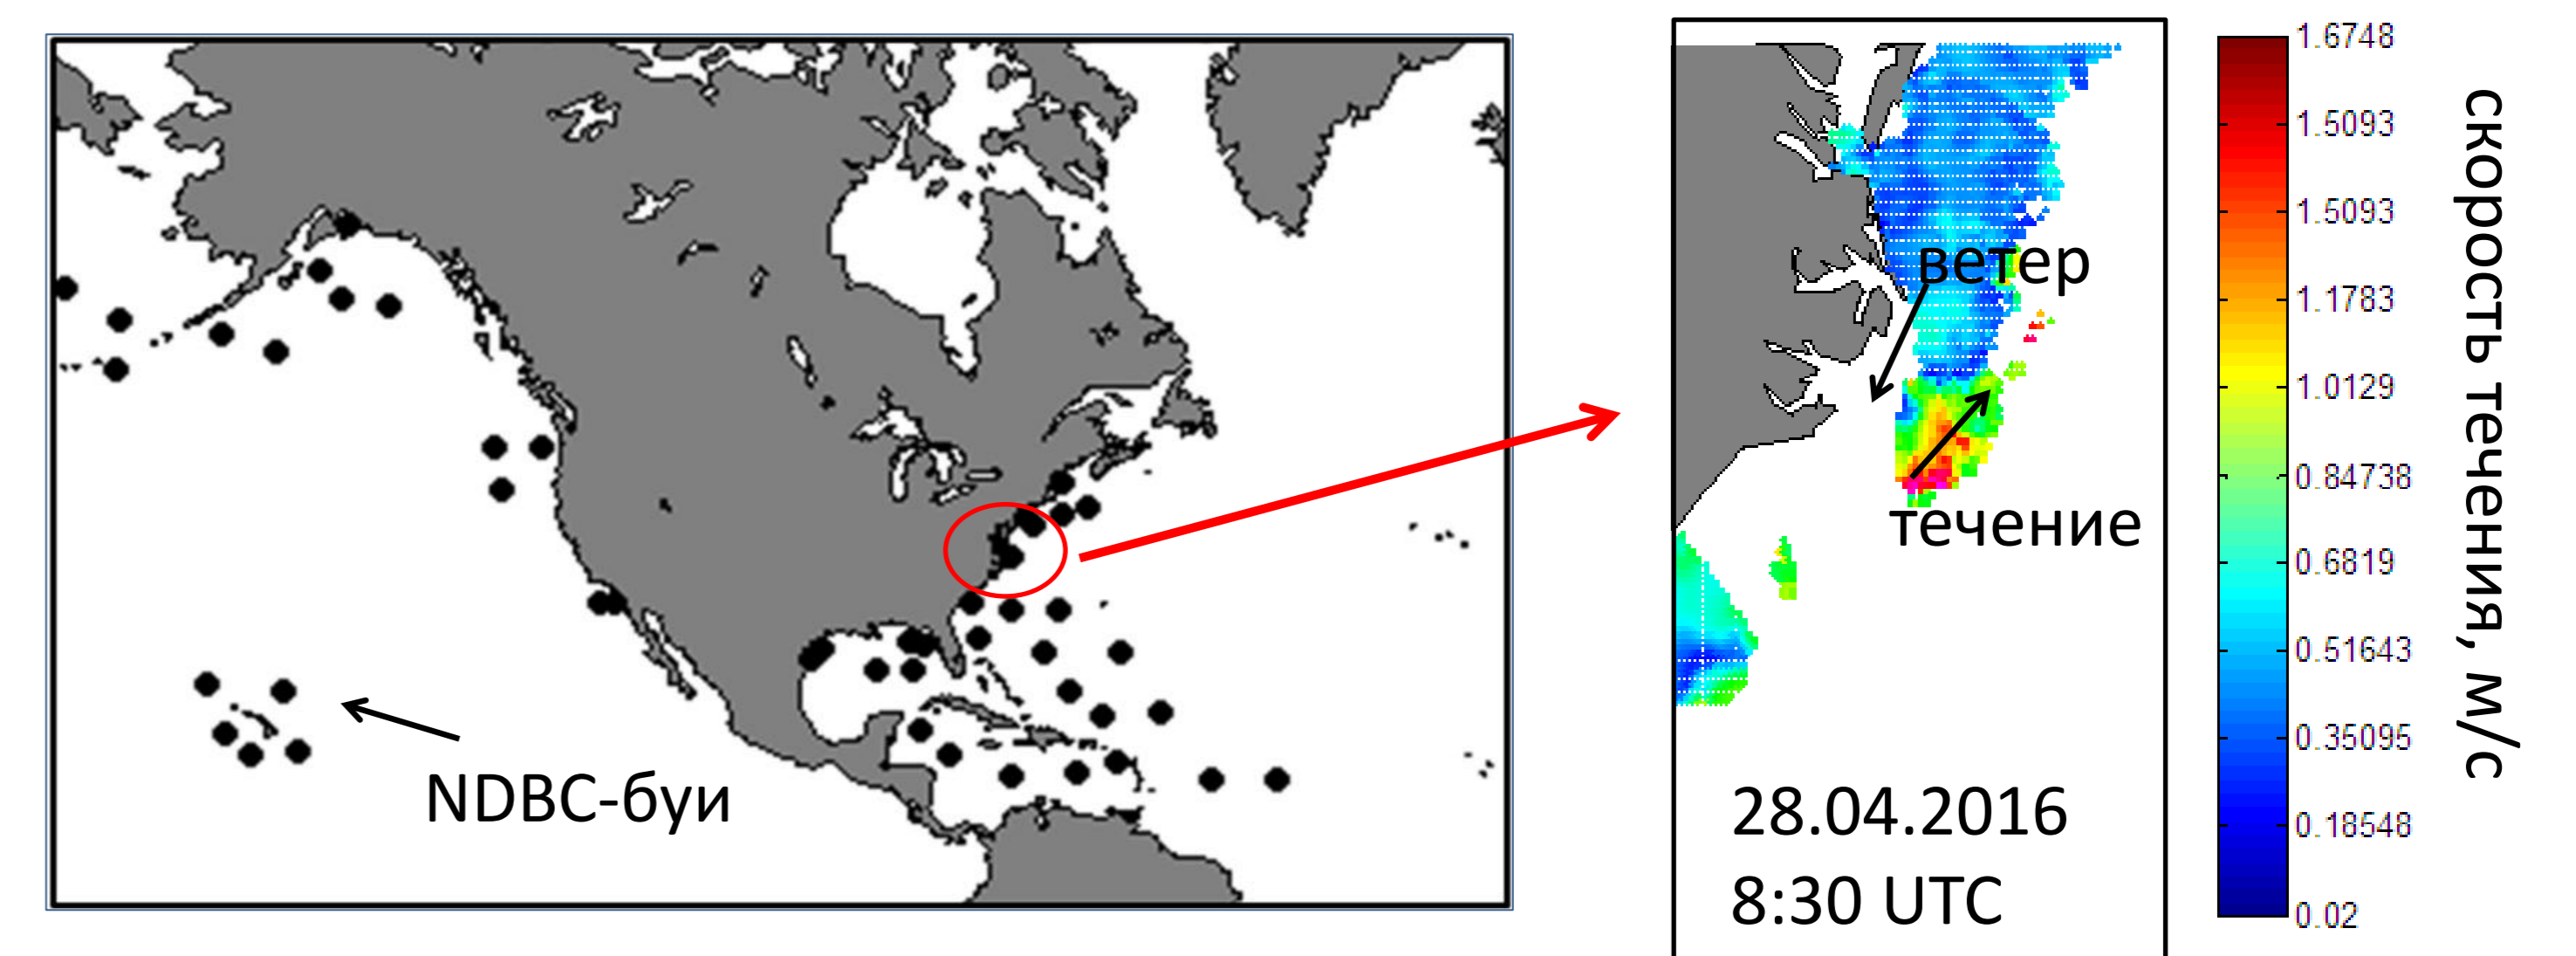 NDBC-буи
ветер
течение
28.04.2016
8:30 UTC
1.6748
1.5093
1.5093
1.1783
1.0129
0.84738
0.6819
0.51643
0.35095
0.18548
0.02
скорость течения, м/с